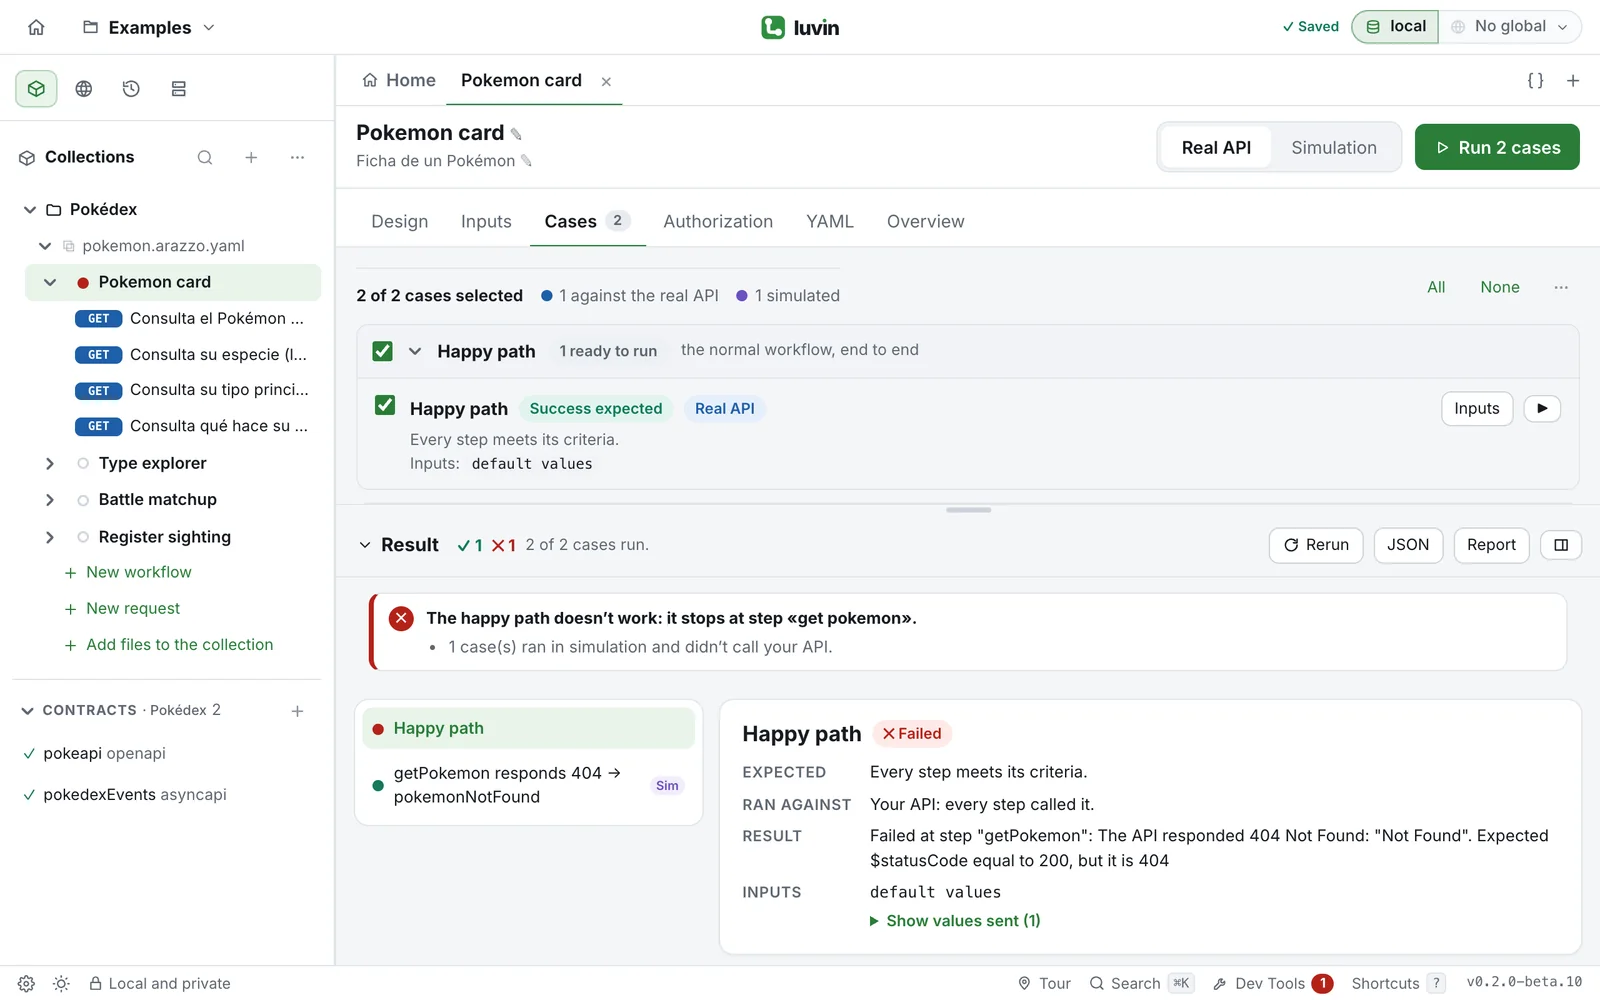 Examples
luvin
Saved
local
No global
Home
Pokemon card
Pokemon card
Ficha de un Pokémon
Real API
Simulation
Run 2 cases
Collections
Pokédex
pokemon.arazzo.yaml
Pokemon card
GET Consulta el Pokémon ...
GET Consulta su especie (l...
GET Consulta su tipo princi...
GET Consulta qué hace su ...
Type explorer
Battle matchup
Register sighting
+ New workflow
+ New request
+ Add files to the collection
CONTRACTS · Pokédex 2
pokeapi openapi
pokedexEvents asyncapi
Design
Inputs
Cases 2
Authorization
YAML
Overview
2 of 2 cases selected
1 against the real API
1 simulated
All
None
Happy path
1 ready to run
the normal workflow, end to end
Happy path
Success expected
Real API
Inputs
Every step meets its criteria.
Inputs: default values
Result
1
1
2 of 2 cases run.
Rerun
JSON
Report
The happy path doesn’t work: it stops at step «get pokemon».
• 1 case(s) ran in simulation and didn’t call your API.
Happy path
getPokemon responds 404 →
pokemonNotFound
Sim
Happy path
Failed
EXPECTED Every step meets its criteria.
RAN AGAINST Your API: every step called it.
RESULT Failed at step "getPokemon": The API responded 404 Not Found: "Not Found". Expected
$statusCode equal to 200, but it is 404
INPUTS default values
Show values sent (1)
Local and private
Tour
Search ⌘K
Dev Tools 1
Shortcuts ?
v0.2.0-beta.10